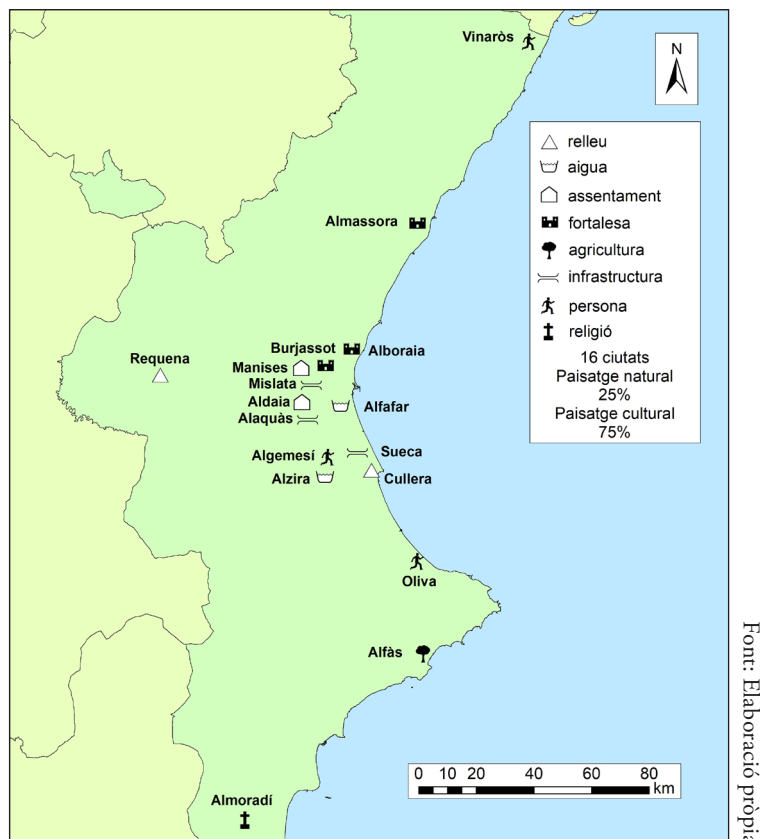 Vinaròs
N
relleu
aigua
assentament
fortalesa
agricultura
infrastructura
persona
religió
16 ciutats
Paisatge natural
25%
Paisatge cultural
75%
Almassora
Burjassot
Alboraia
Requena
Manises
Mislata
Aldaia
Alfafar
Alaquàs
Sueca
Algemesí
Alzira
Cullera
Oliva
Alfàs
0 10 20 40 60 80
km
Almoradí
Font: Elaboració pròpia